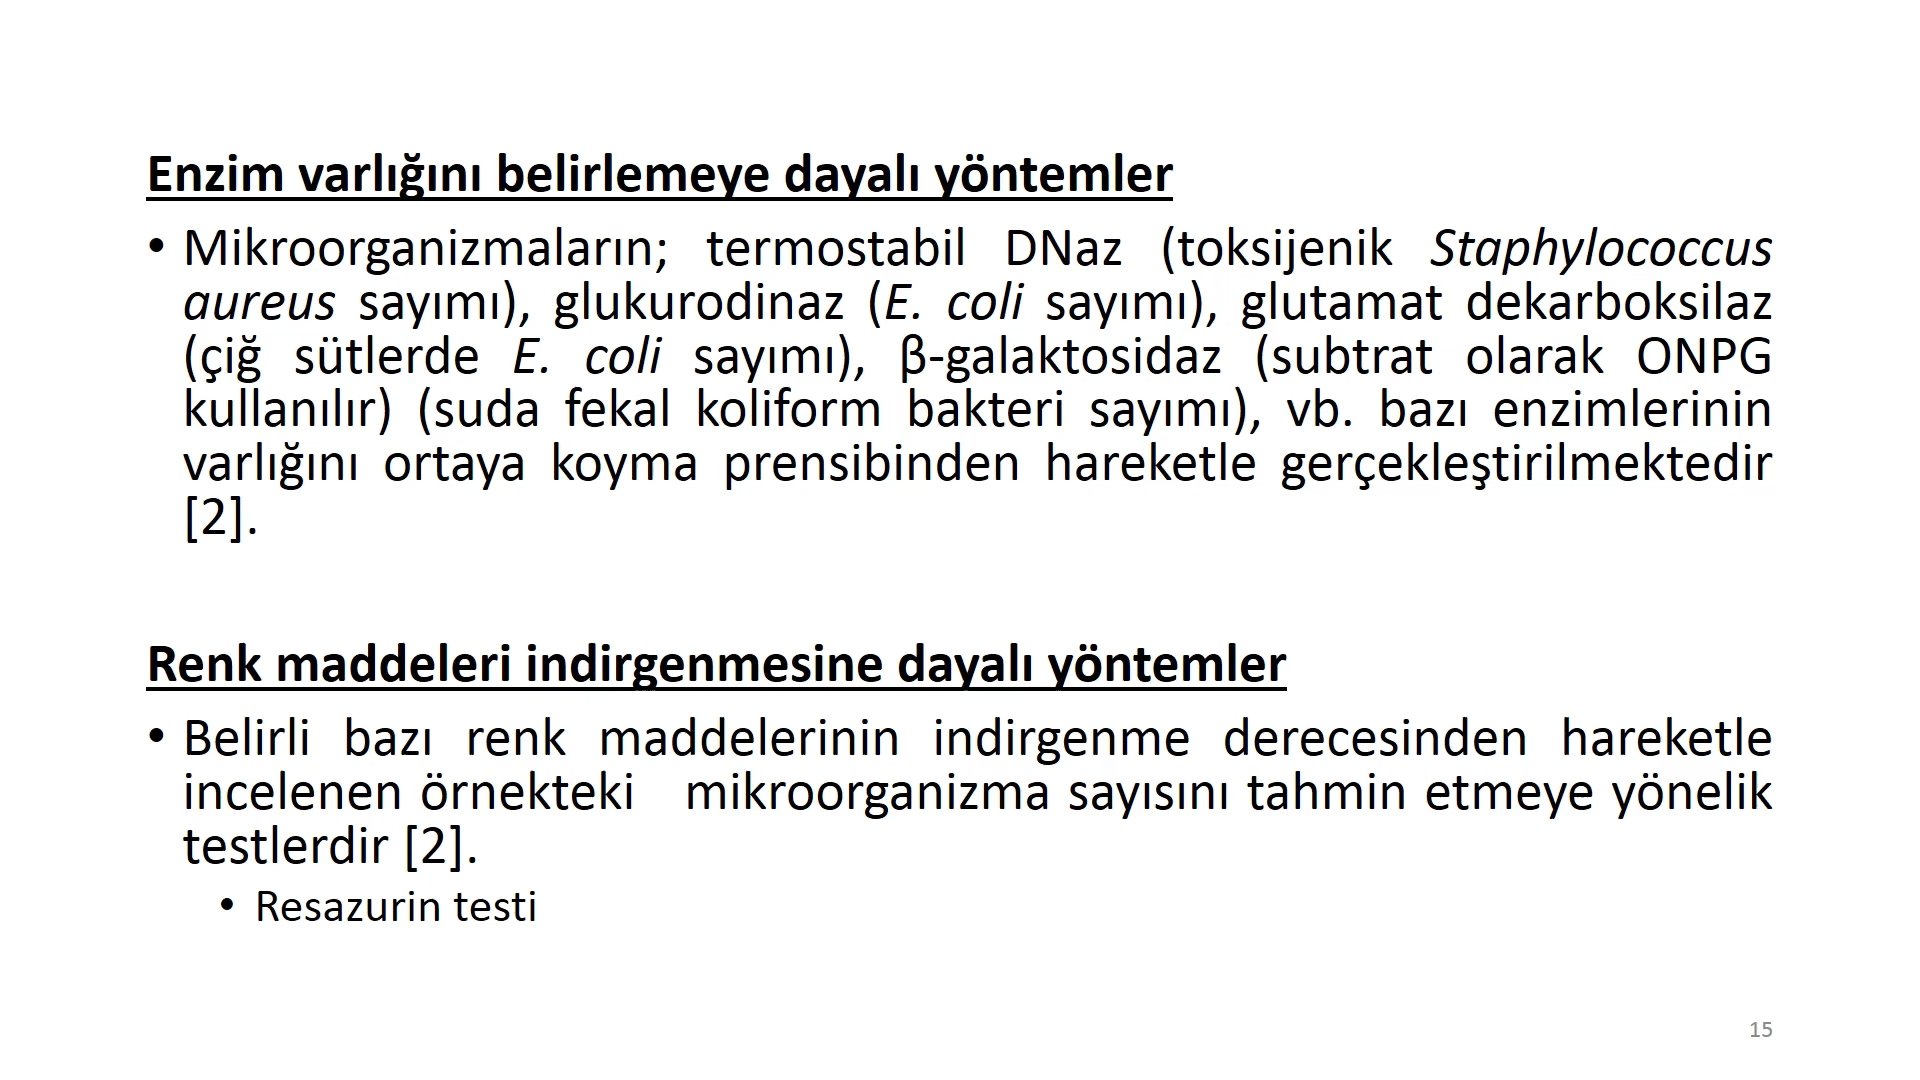 Enzim varlığını belirlemeye dayalı yöntemler
• Mikroorganizmaların; termostabil DNaz (toksijenik Staphylococcus
aureus sayımı), glukurodinaz (E. coli sayımı), glutamat dekarboksilaz
(çiğ sütlerde E. coli sayımı), β-galaktosidaz (subtrat olarak ONPG
kullanılır) (suda fekal koliform bakteri sayımı), vb. bazı enzimlerinin
varlığını ortaya koyma prensibinden hareketle gerçekleştirilmektedir
[2].
Renk maddeleri indirgenmesine dayalı yöntemler
• Belirli bazı renk maddelerinin indirgenme derecesinden hareketle
incelenen örnekteki mikroorganizma sayısını tahmin etmeye yönelik
testlerdir [2].
• Resazurin testi
15